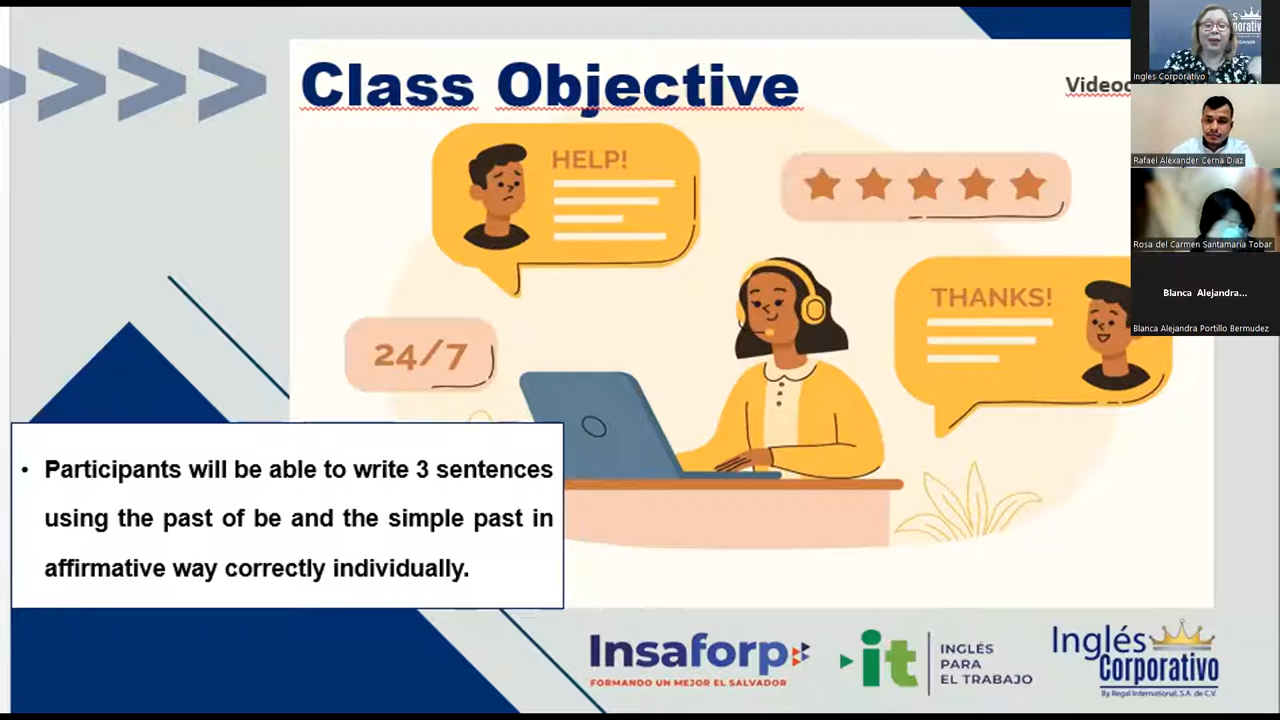 Class Objective
HELP!
24/7
THANKS!
• Participants will be able to write 3 sentences
using the past of be and the simple past in
affirmative way correctly individually.
Insaforp
FORMANDO UN MEJOR EL SALVADOR
it
INGLÉS
PARA
EL TRABAJO
Inglés
Corporativo
By Regal International, S.A. de C.V.
Ingles Corporativo
Rafael Alexander Cerna Díaz
Rosa del Carmen Santamaría Tobar
Blanca Alejandra...
Blanca Alejandra Portillo Bermudez